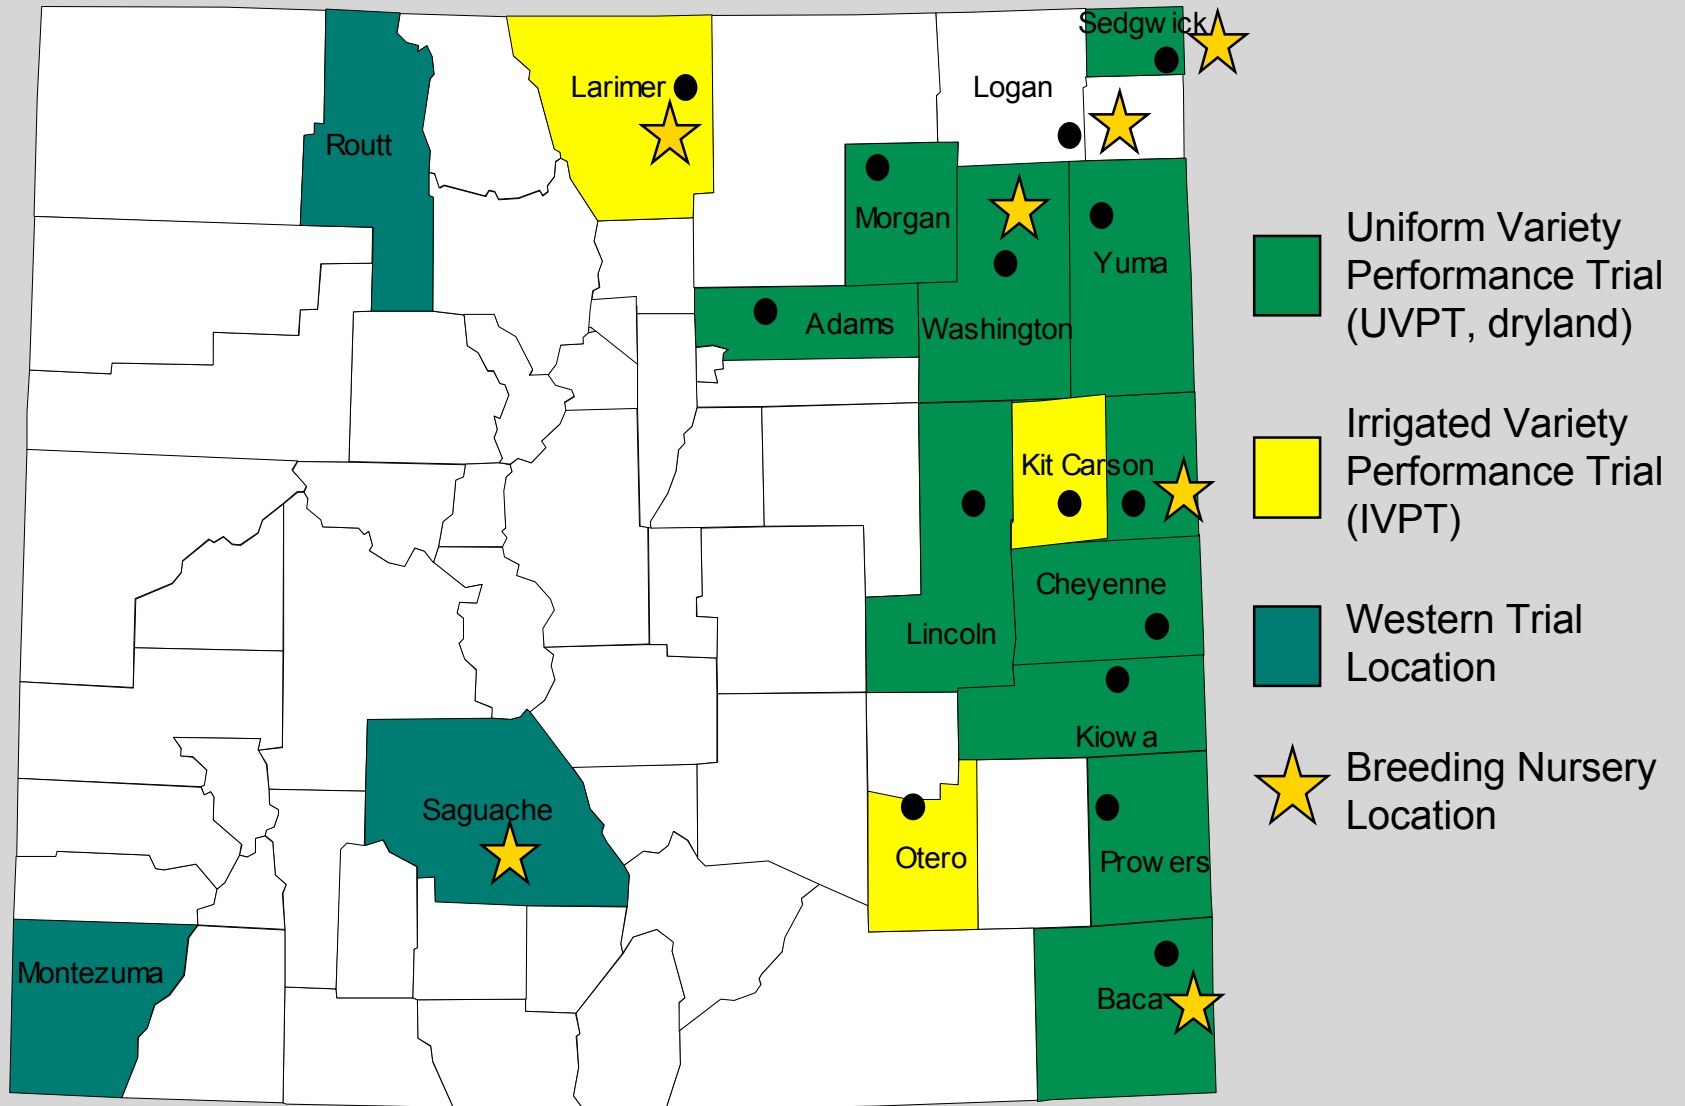 Sedgwick
Larimer
Logan
Routt
Morgan
Yuma
Adams
Washington
Kit Carson
Cheyenne
Lincoln
Kiowa
Saguache
Otero
Prowers
Montezuma
Baca
Uniform Variety
Performance Trial
(UVPT, dryland)
Irrigated Variety
Performance Trial
(IVPT)
Western Trial
Location
Breeding Nursery
Location